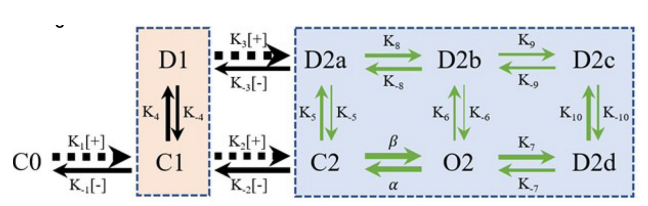 K₃[+] K₈ K₉
D1 D2a D2b D2c
K₋₃[-] K₋₈ K₋₉
K₄ K₋₄ K₅ K₋₅ K₆ K₋₆ K₁₀ K₋₁₀
K₁[+] K₂[+] β K₇
C0 C1 C2 O2 D2d
K₋₁[-] K₋₂[-] α K₋₇